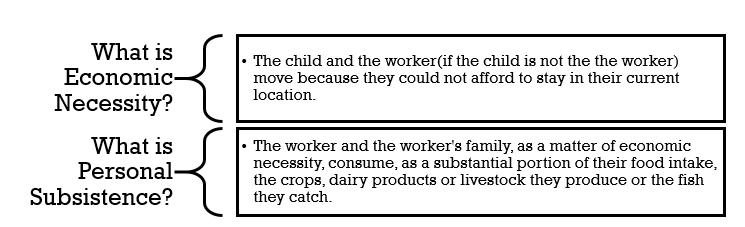 What is
Economic
Necessity?
• The child and the worker(if the child is not the the worker)
move because they could not afford to stay in their current
location.
What is
Personal
Subsistence?
• The worker and the worker's family, as a matter of economic
necessity, consume, as a substantial portion of their food intake,
the crops, dairy products or livestock they produce or the fish
they catch.